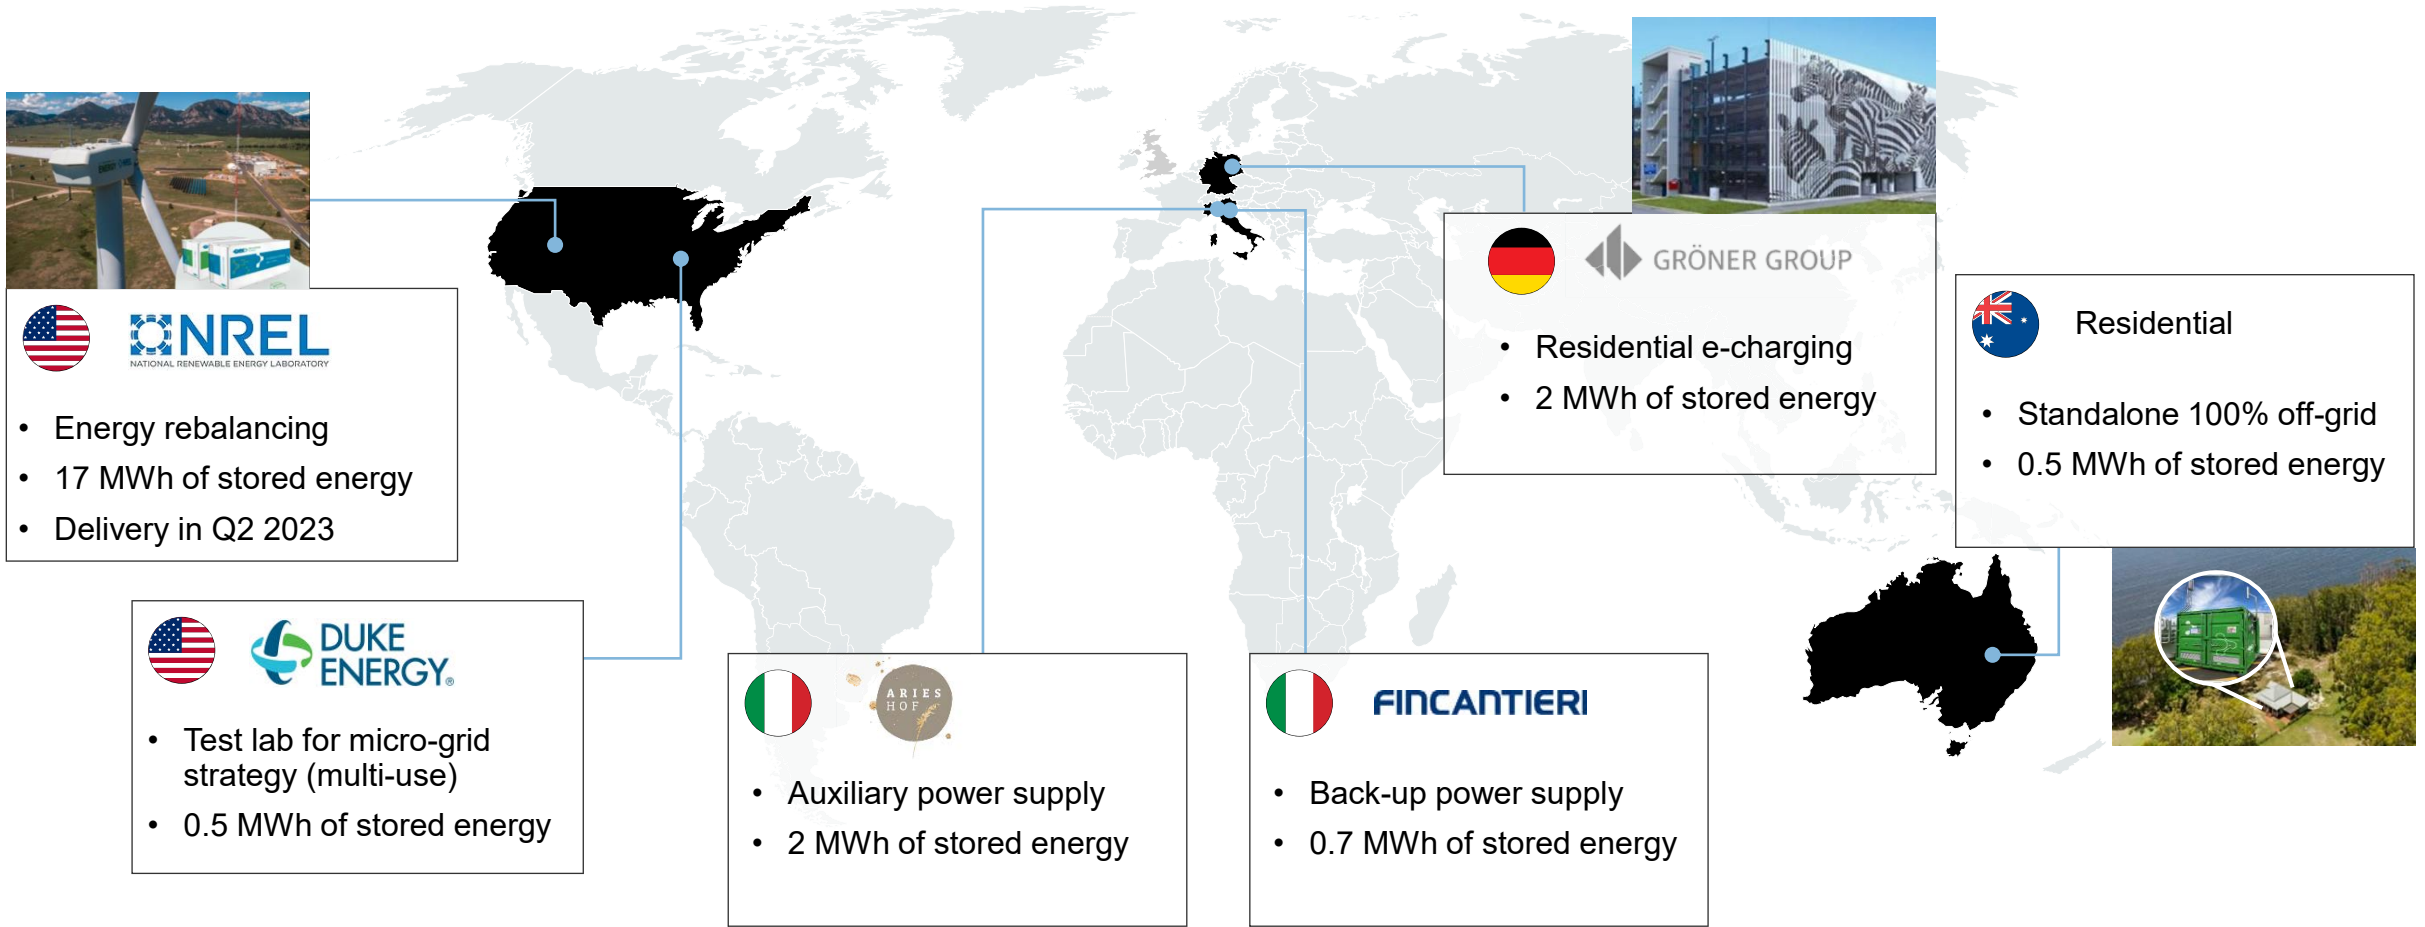 NREL
NATIONAL RENEWABLE ENERGY LABORATORY
• Energy rebalancing
• 17 MWh of stored energy
• Delivery in Q2 2023
DUKE
ENERGY®
• Test lab for micro-grid
strategy (multi-use)
• 0.5 MWh of stored energy
ARIES
HOF
• Auxiliary power supply
• 2 MWh of stored energy
FINCANTIERI
• Back-up power supply
• 0.7 MWh of stored energy
GRÖNER GROUP
• Residential e-charging
• 2 MWh of stored energy
Residential
• Standalone 100% off-grid
• 0.5 MWh of stored energy